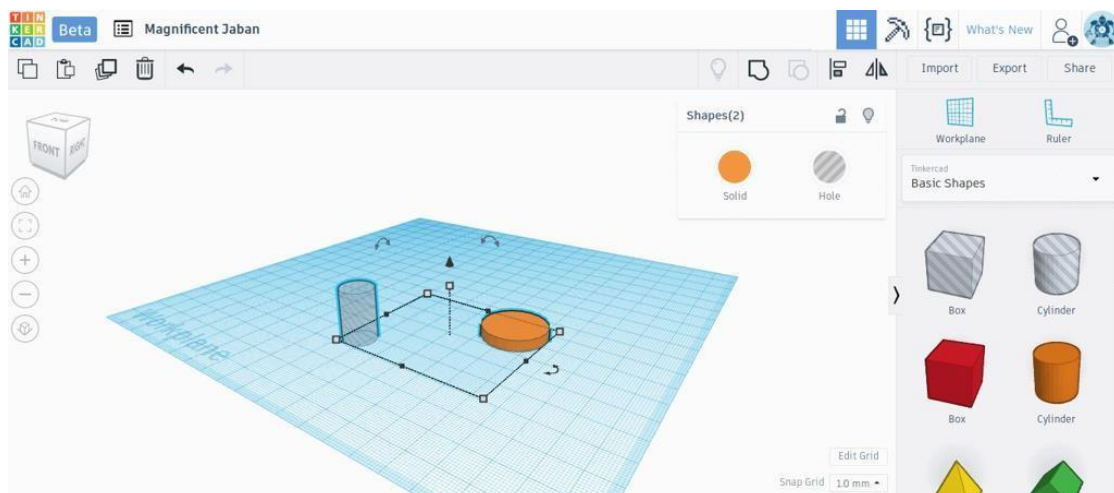 TIN
KER
CAD
Beta
Magnificent Jaban
What's New
Import
Export
Share
Shapes(2)
Solid
Hole
Workplane
Ruler
Tinkercad
Basic Shapes
Box
Cylinder
Box
Cylinder
FRONT
RIGHT
Workplane
Edit Grid
Snap Grid 1.0 mm